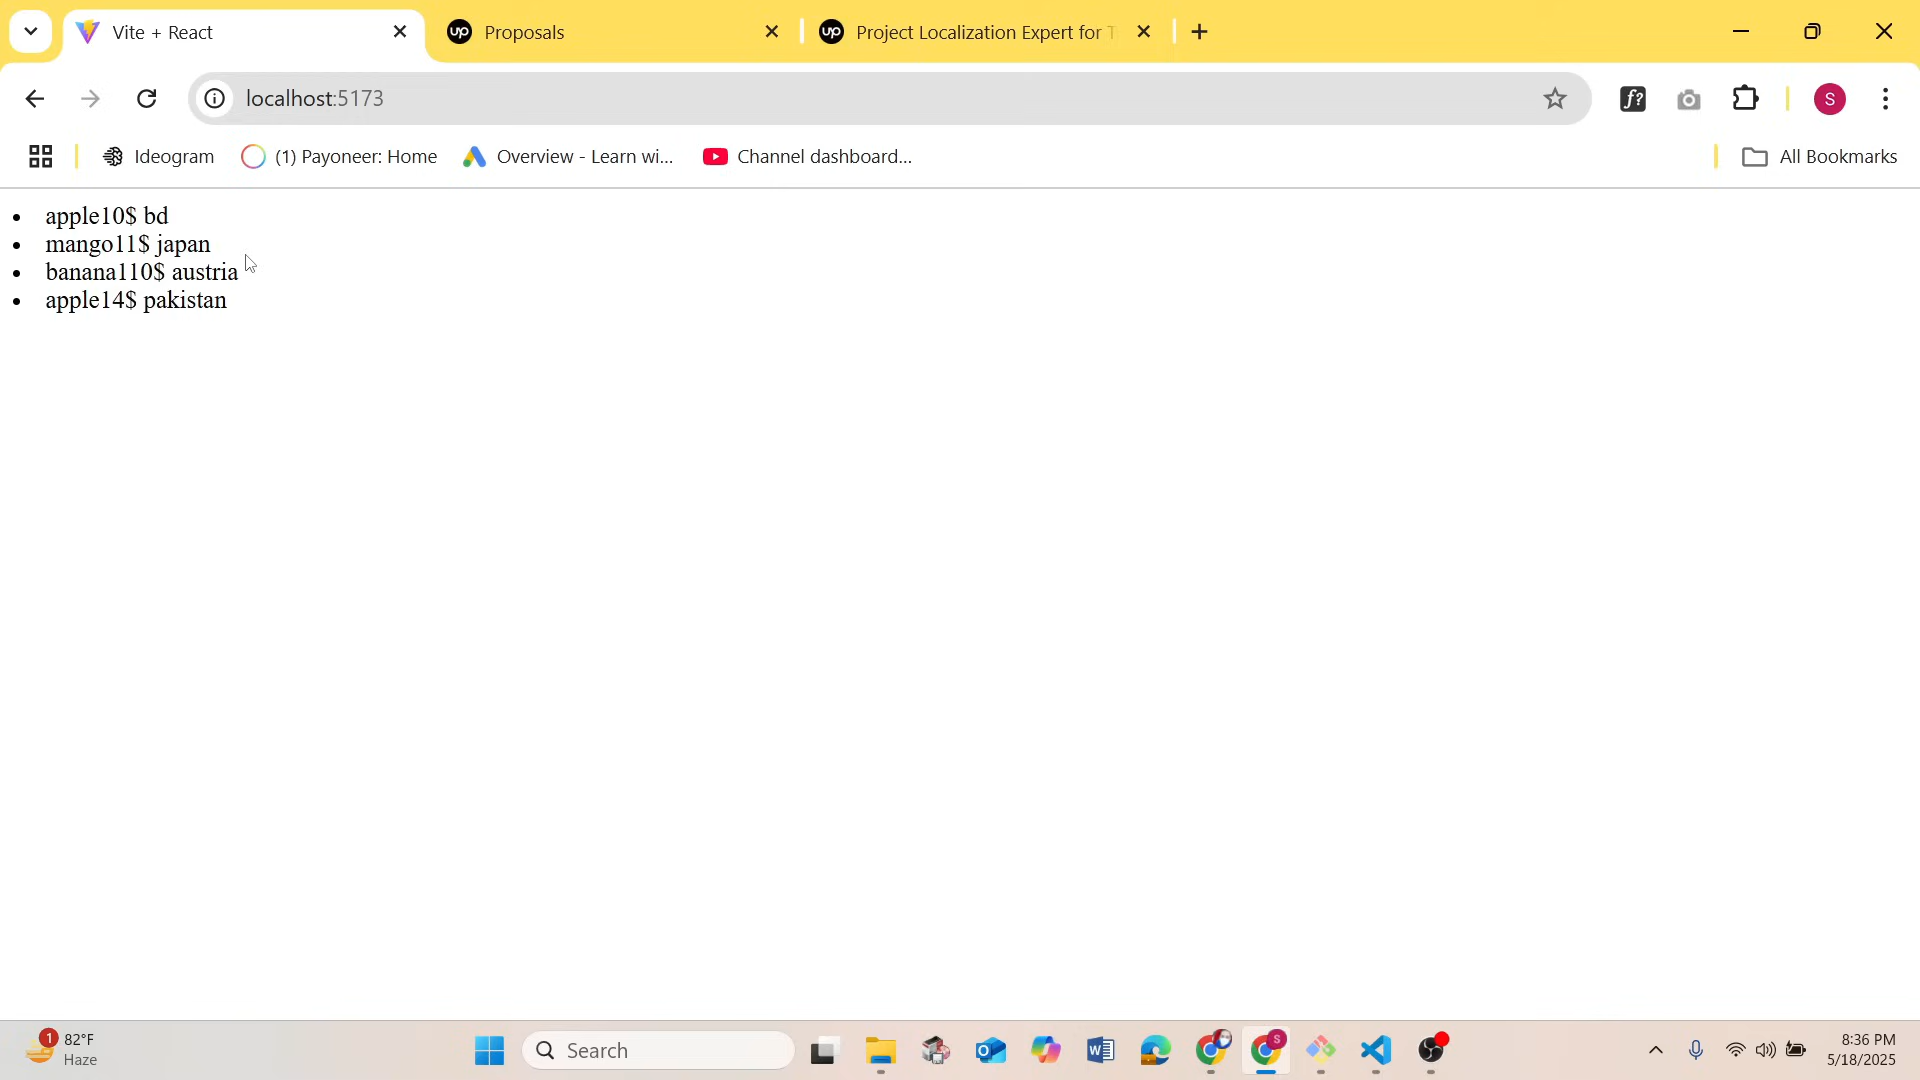 Vite + React
Proposals
Project Localization Expert for T
localhost:5173
S
Ideogram
(1) Payoneer: Home
Overview - Learn wi...
Channel dashboard...
All Bookmarks
apple10$ bd
mango11$ japan
banana110$ austria
apple14$ pakistan
1
82°F
Haze
Search
8:36 PM
5/18/2025